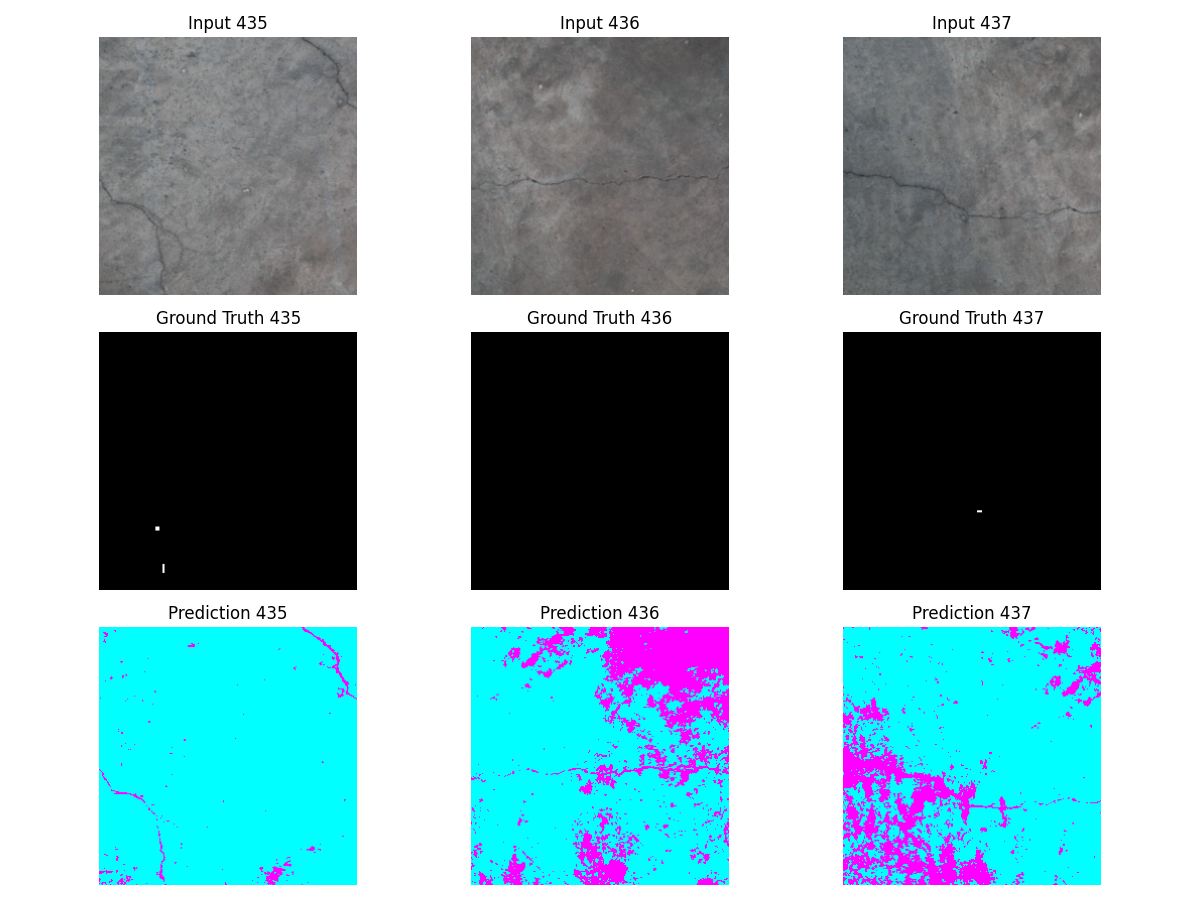 Input 435
Input 436
Input 437
Ground Truth 435
Ground Truth 436
Ground Truth 437
Prediction 435
Prediction 436
Prediction 437